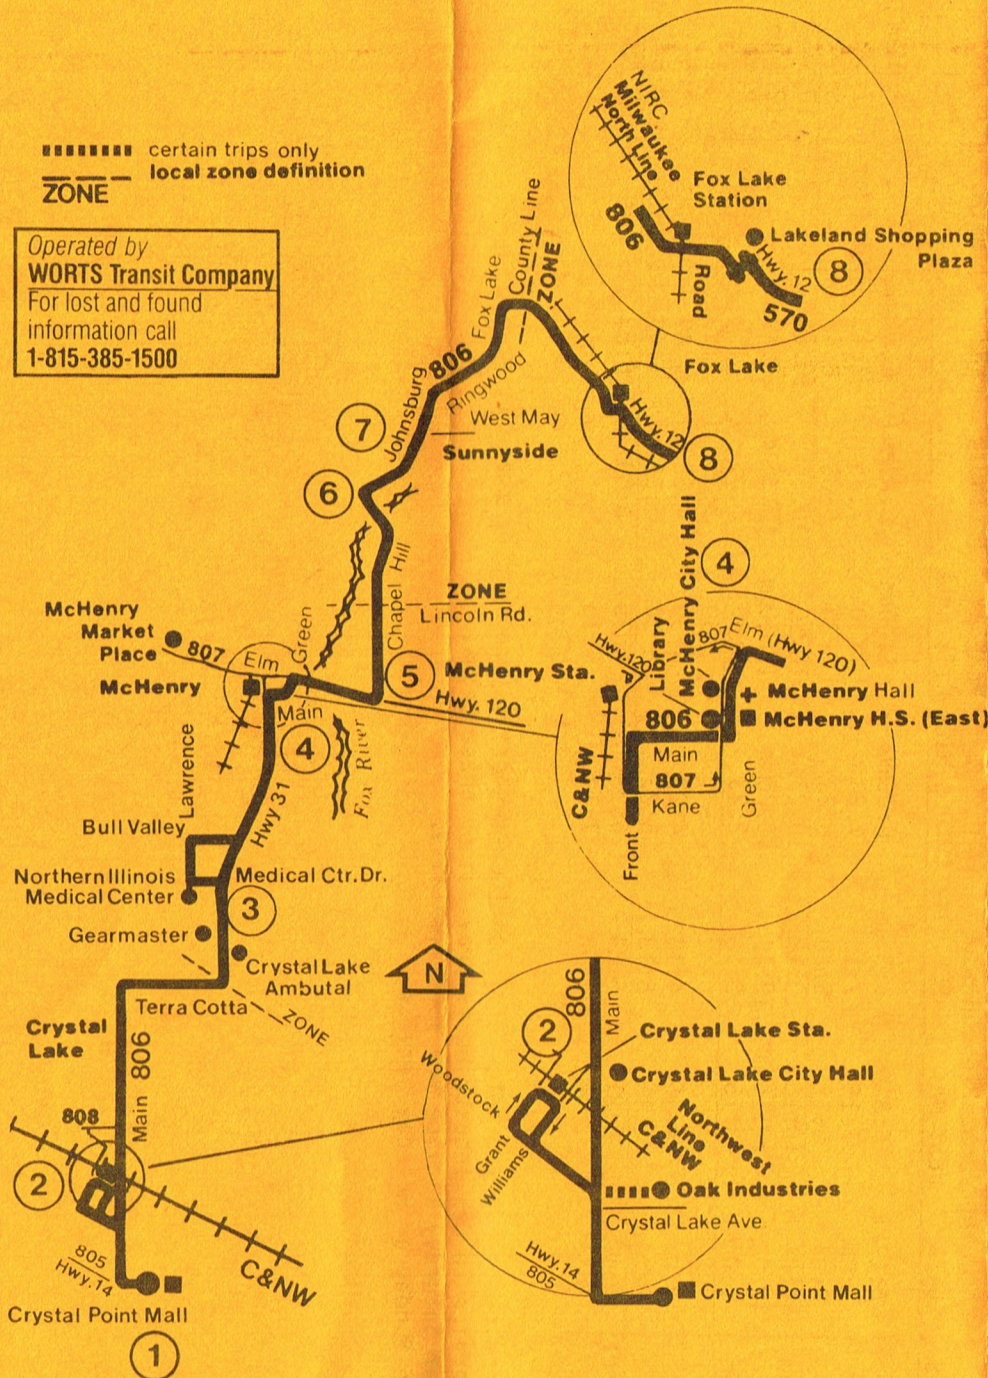 certain trips only
local zone definition
ZONE
Operated by
WORTS Transit Company
For lost and found
information call
1-815-385-1500
NIRC
Milwaukee
North Line
Fox Lake
Station
806
Lakeland Shopping
Plaza
Hwy. 12
8
Road
570
Fox Lake
County Line
ZONE
Fox Lake
806
Ringwood
Johnsburg
7
West May
Sunnyside
Hwy. 12
8
6
Chapel Hill
ZONE
Lincoln Rd.
McHenry
Market
Place
807
Elm
Green
McHenry
5
McHenry Sta.
Hwy. 120
Main
4
Fox River
Lawrence
Hwy 31
McHenry City Hall
4
Library
Hwy. 120
807
Elm (Hwy 120)
P
McHenry Hall
806
McHenry H.S. (East)
C&NW
Main
807
Kane
Green
Front
Bull Valley
Northern Illinois
Medical Center
Medical Ctr. Dr.
3
Gearmaster
Crystal Lake
Ambutal
N
Terra Cotta
ZONE
Crystal
Lake
Main 806
808
2
C&NW
805
Hwy. 14
Crystal Point Mall
1
806
Main
2
Crystal Lake Sta.
Crystal Lake City Hall
Woodstock
Grant
Williams
Northwest
Line
C&NW
Oak Industries
Crystal Lake Ave
Hwy. 14
805
Crystal Point Mall